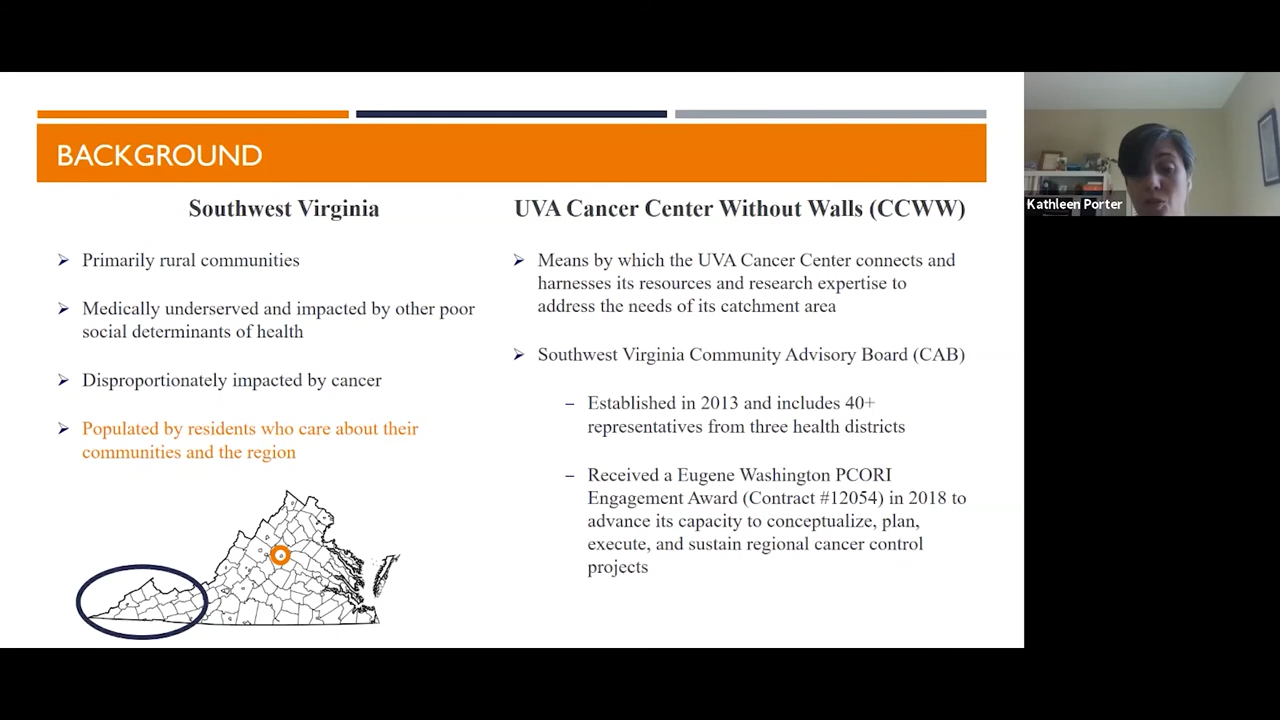 BACKGROUND
Southwest Virginia
Primarily rural communities
Medically underserved and impacted by other poor
social determinants of health
Disproportionately impacted by cancer
Populated by residents who care about their
communities and the region
UVA Cancer Center Without Walls (CCWW)
Means by which the UVA Cancer Center connects and
harnesses its resources and research expertise to
address the needs of its catchment area
Southwest Virginia Community Advisory Board (CAB)
– Established in 2013 and includes 40+
representatives from three health districts
– Received a Eugene Washington PCORI
Engagement Award (Contract #12054) in 2018 to
advance its capacity to conceptualize, plan,
execute, and sustain regional cancer control
projects
Kathleen Porter